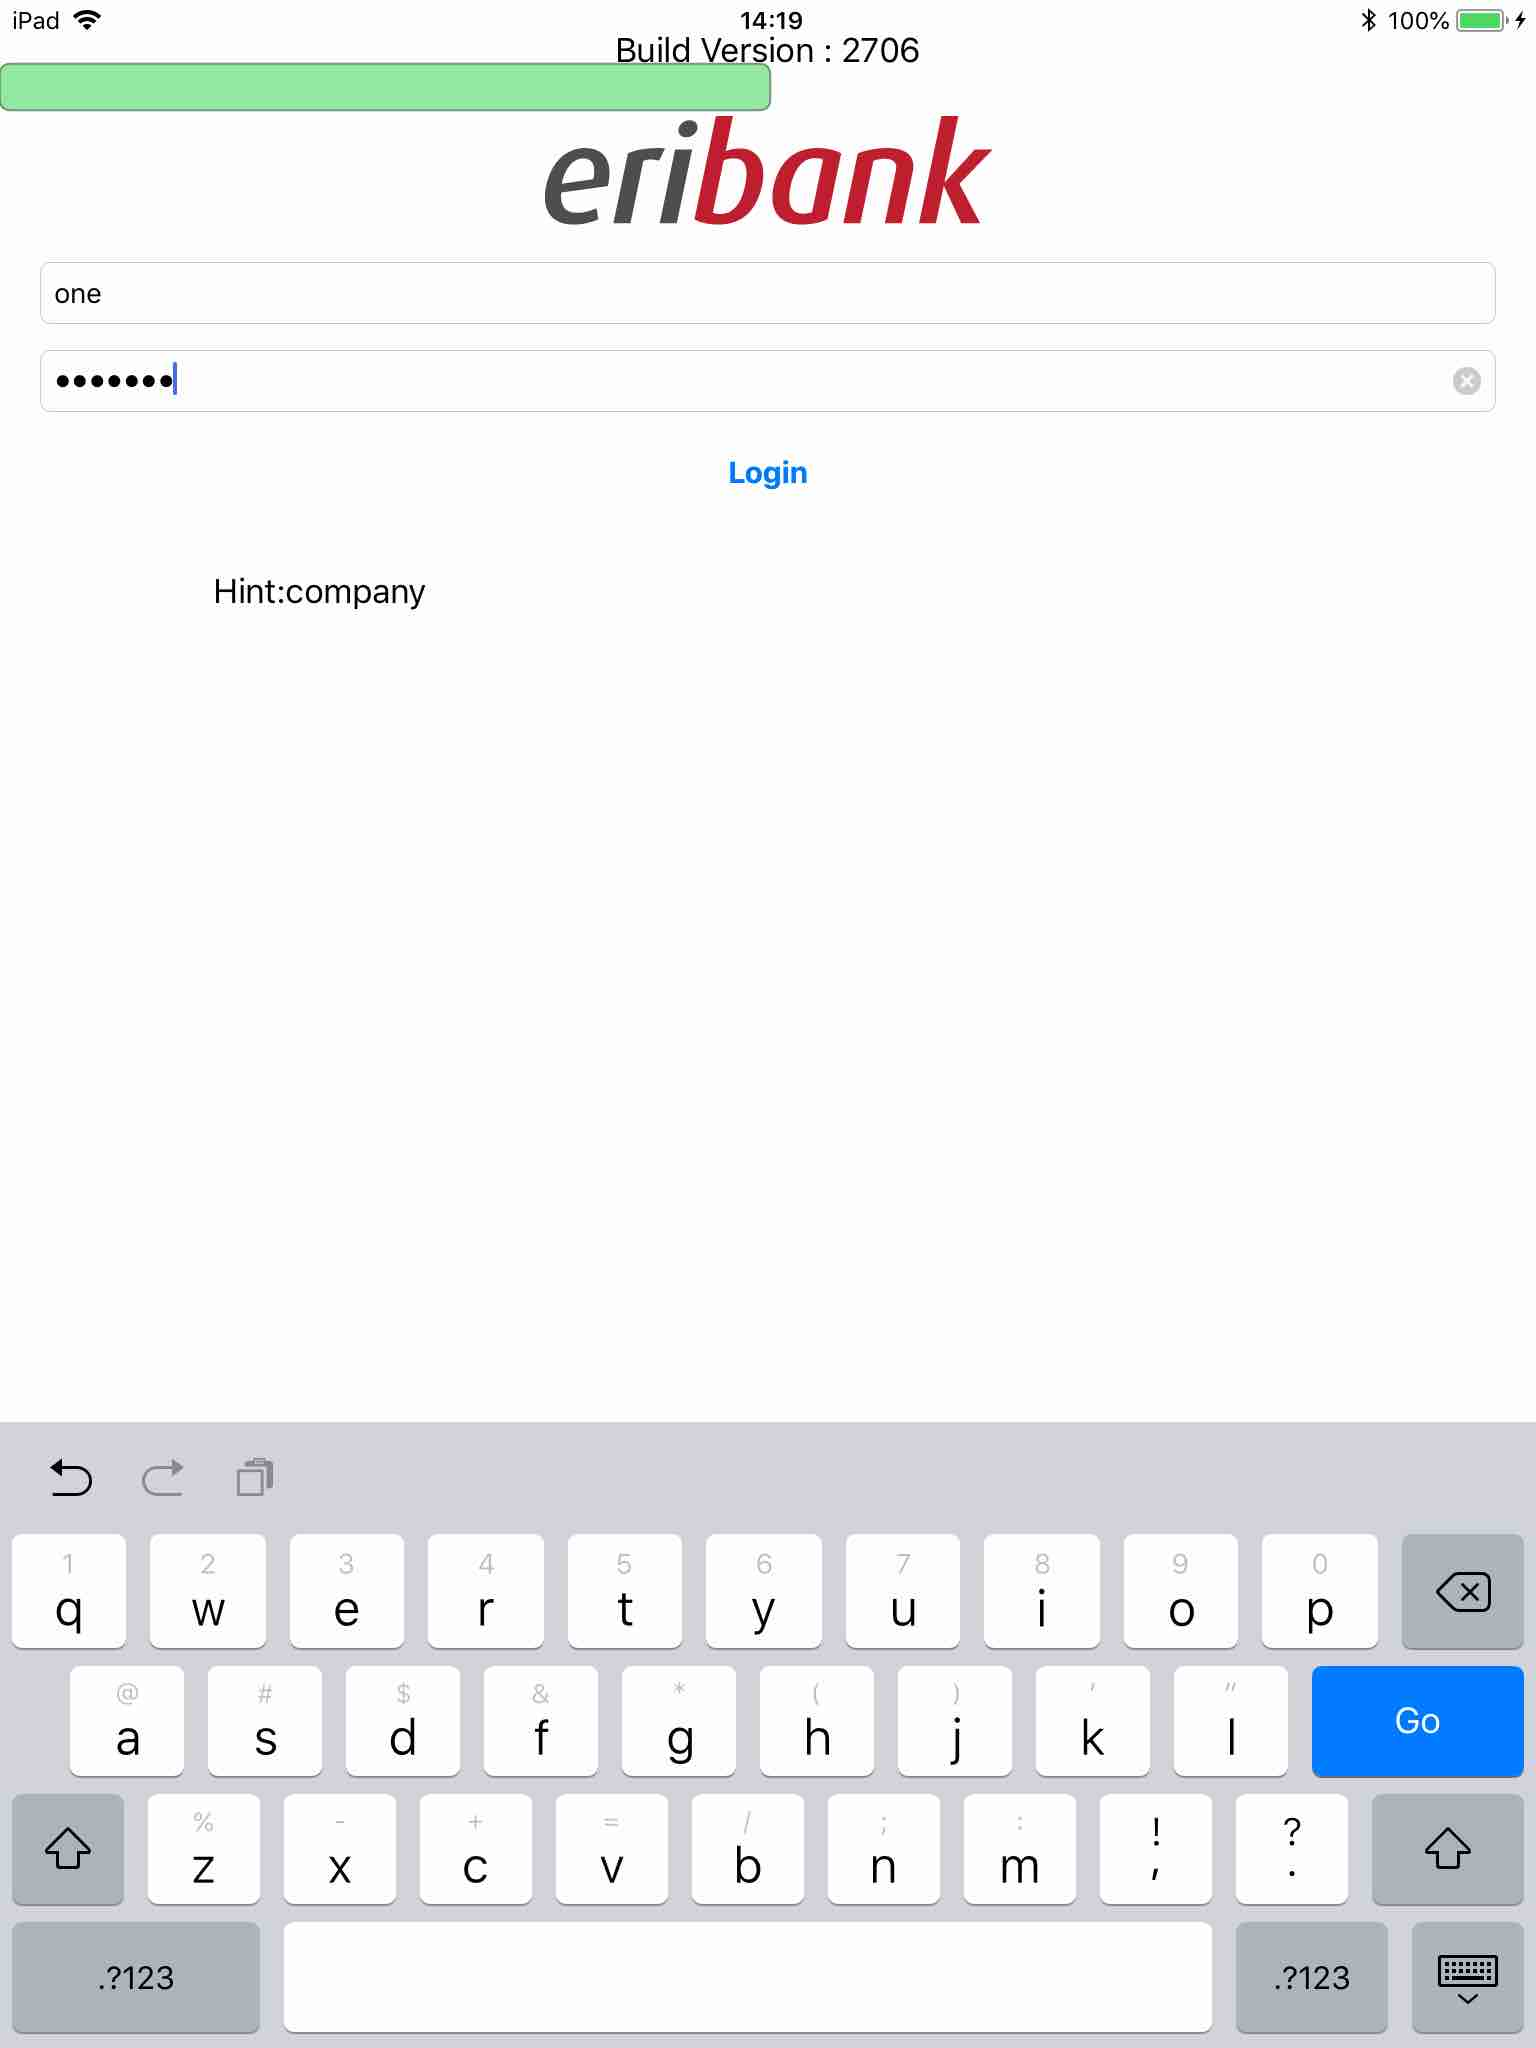 iPad 14:19 100%
Build Version : 2706
eribank
one
•••••••
Login
Hint:company
1 2 3 4 5 6 7 8 9 0
q w e r t y u i o p
@ # $ & * ( ) ' "
a s d f g h j k l Go
% - + = / ; : ! ?
z x c v b n m , .
.?123 .?123